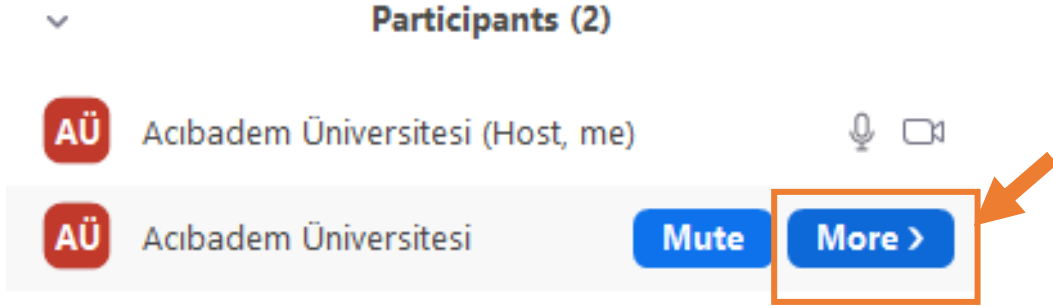 Participants (2)
AÜ Acıbadem Üniversitesi (Host, me)
AÜ Acıbadem Üniversitesi Mute More >